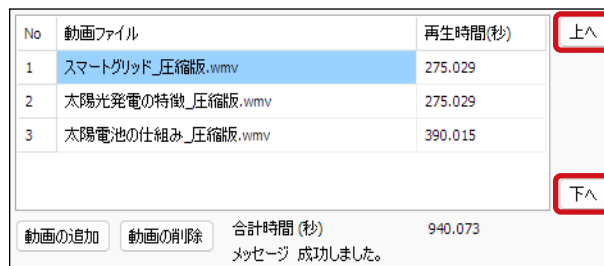 No 動画ファイル 再生時間(秒) 上へ
1 スマートグリッド_圧縮版.wmv 275.029
2 太陽光発電の特徴_圧縮版.wmv 275.029
3 太陽電池の仕組み_圧縮版.wmv 390.015
下へ
動画の追加 動画の削除 合計時間(秒) 940.073
メッセージ 成功しました。